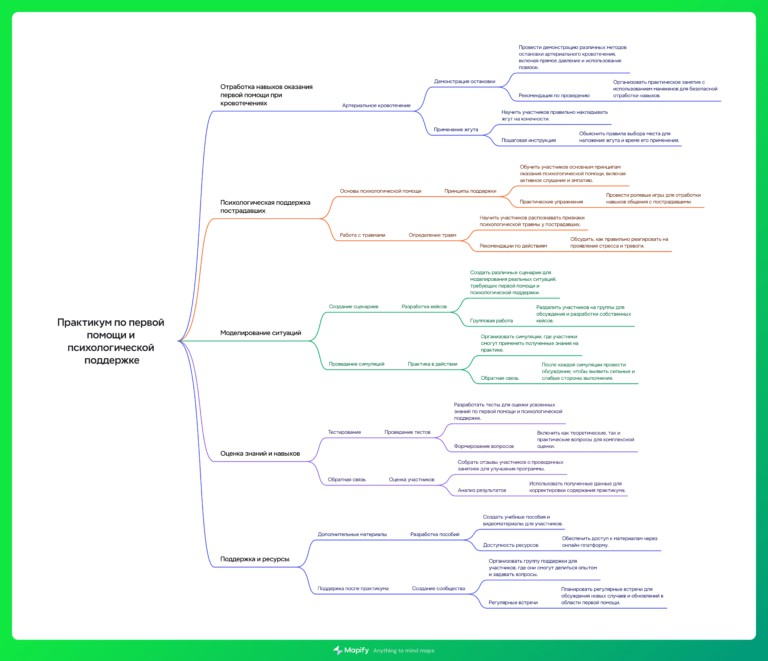 Практикум по первой
помощи и
психологической
поддержке
Отработка навыков оказания
первой помощи при
кровотечениях
Артериальное кровотечение
Демонстрация остановки
Провести демонстрацию различных методов
остановки артериального кровотечения,
включая прямое давление и использование
повязок.
Рекомендации по проведению
Организовать практическое занятие с
использованием манекенов для безопасной
отработки навыков.
Применение жгута
Научить участников правильно накладывать
жгут на конечности.
Пошаговая инструкция
Объяснить правила выбора места для
наложения жгута и время его применения.
Психологическая поддержка
пострадавших
Основы психологической помощи
Принципы поддержки
Обучить участников основным принципам
оказания психологической помощи, включая
активное слушание и эмпатию.
Практические упражнения
Провести ролевые игры для отработки
навыков общения с пострадавшими.
Работа с травмами
Определение травм
Научить участников распознавать признаки
психологической травмы у пострадавших.
Рекомендации по действиям
Обсудить, как правильно реагировать на
проявления стресса и тревоги.
Моделирование ситуаций
Создание сценариев
Разработка кейсов
Создать различные сценарии для
моделирования реальных ситуаций,
требующих первой помощи и
психологической поддержки.
Групповая работа
Разделить участников на группы для
обсуждения и разработки собственных
кейсов.
Проведение симуляций
Практика в действии
Организовать симуляции, где участники
смогут применить полученные знания на
практике.
Обратная связь
После каждой симуляции провести
обсуждение, чтобы выявить сильные и
слабые стороны выполнения.
Оценка знаний и навыков
Тестирование
Проведение тестов
Разработать тесты для оценки усвоенных
знаний по первой помощи и психологической
поддержке.
Формирование вопросов
Включить как теоретические, так и
практические вопросы для комплексной
оценки.
Обратная связь
Оценка участников
Собрать отзывы участников о проведенных
занятиях для улучшения программы.
Анализ результатов
Использовать полученные данные для
корректировки содержания практикума.
Поддержка и ресурсы
Дополнительные материалы
Разработка пособий
Создать учебные пособия и
видеоматериалы для участников.
Доступность ресурсов
Обеспечить доступ к материалам через
онлайн-платформу.
Поддержка после практикума
Создание сообщества
Организовать группу поддержки для
участников, где они смогут делиться опытом
и задавать вопросы.
Регулярные встречи
Планировать регулярные встречи для
обсуждения новых случаев и обновлений в
области первой помощи.
Mapify Anything to mind maps